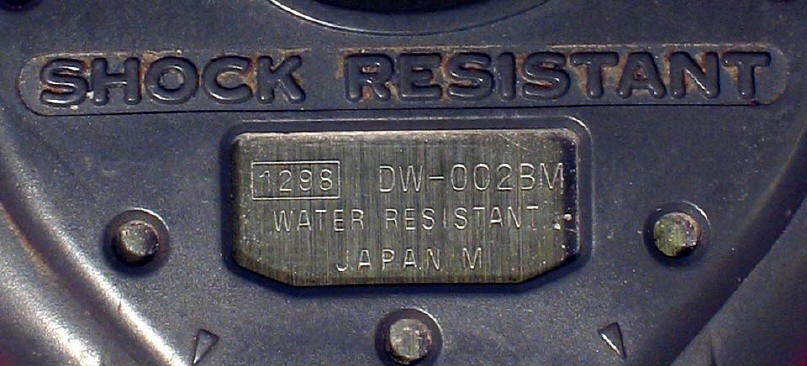 SHOCK RESISTANT
1298 DW-002BM
WATER RESISTANT
JAPAN M